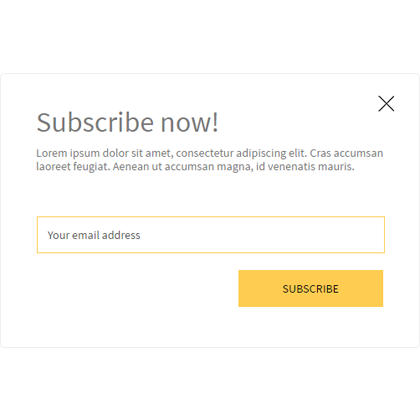 Subscribe now!
Lorem ipsum dolor sit amet, consectetur adipiscing elit. Cras accumsan
laoreet feugiat. Aenean ut accumsan magna, id venenatis mauris.
Your email address
SUBSCRIBE